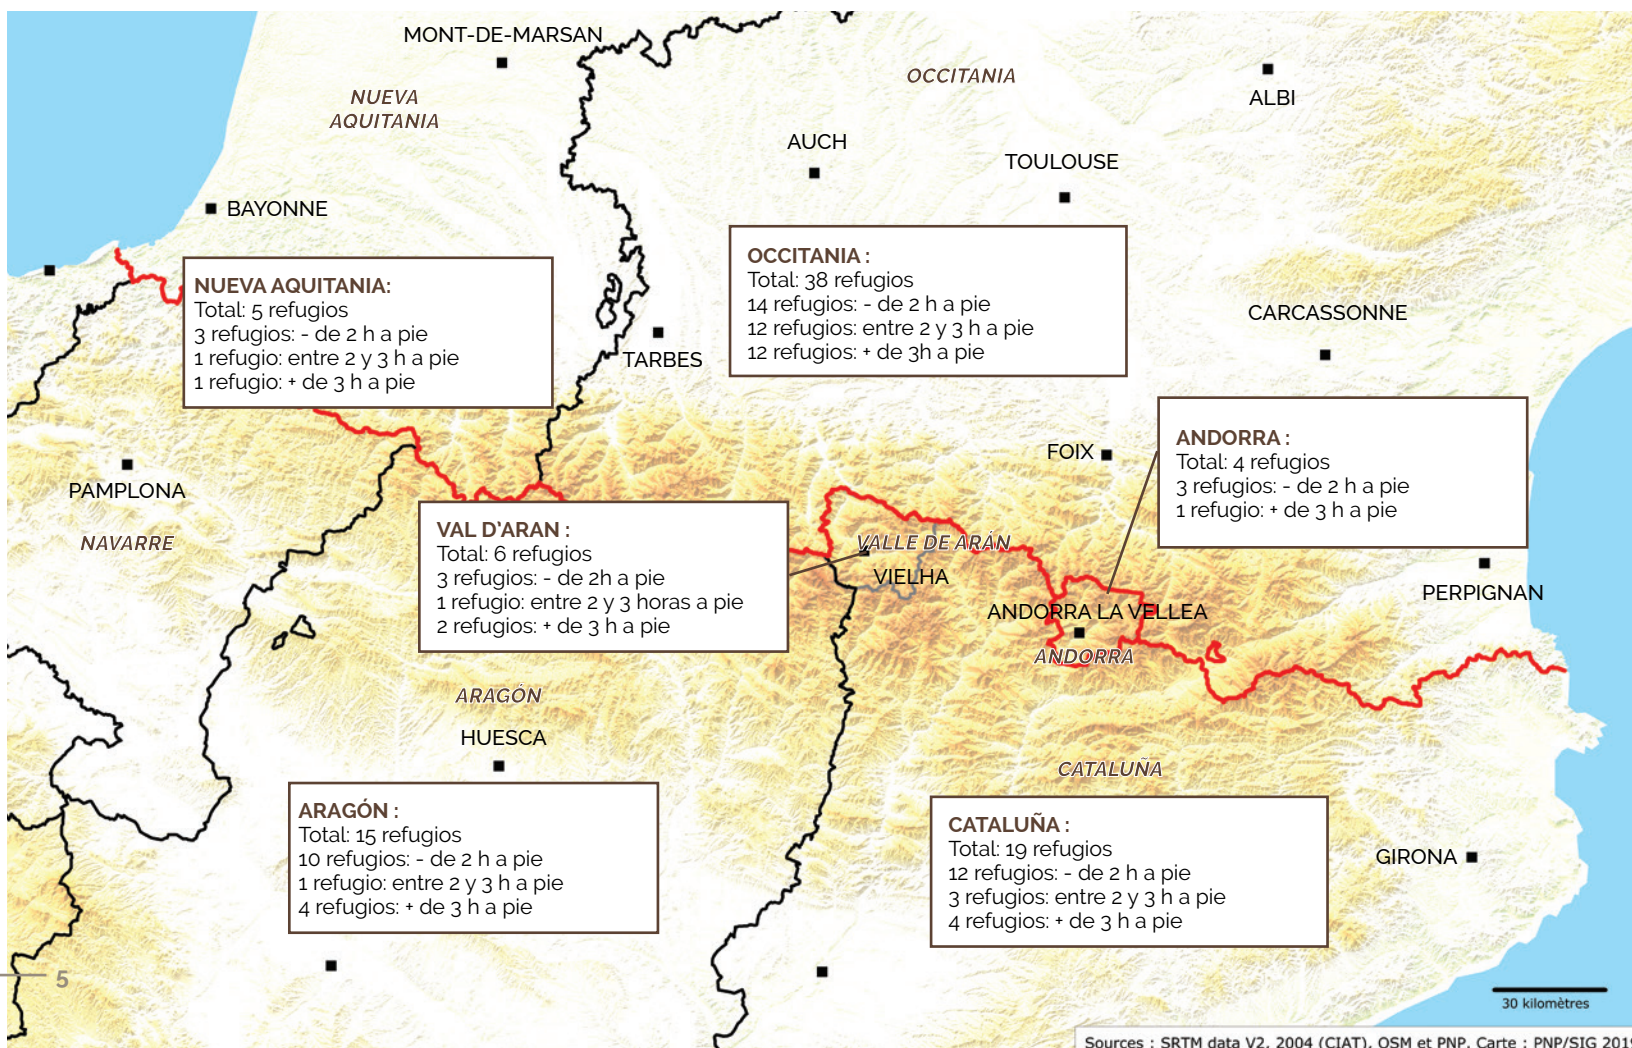 MONT-DE-MARSAN
OCCITANIA
ALBI
NUEVA
AQUITANIA
AUCH
TOULOUSE
BAYONNE
NUEVA AQUITANIA:
Total: 5 refugios
3 refugios: - de 2 h a pie
1 refugio: entre 2 y 3 h a pie
1 refugio: + de 3 h a pie
OCCITANIA :
Total: 38 refugios
14 refugios: - de 2 h a pie
12 refugios: entre 2 y 3 h a pie
12 refugios: + de 3h a pie
TARBES
CARCASSONNE
FOIX
ANDORRA :
Total: 4 refugios
3 refugios: - de 2 h a pie
1 refugio: + de 3 h a pie
PAMPLONA
NAVARRE
VAL D'ARAN :
Total: 6 refugios
3 refugios: - de 2h a pie
1 refugio: entre 2 y 3 horas a pie
2 refugios: + de 3 h a pie
VALLE DE ARÁN
VIELHA
PERPIGNAN
ANDORRA LA VELLEA
ANDORRA
ARAGÓN
HUESCA
CATALUÑA
ARAGÓN :
Total: 15 refugios
10 refugios: - de 2 h a pie
1 refugio: entre 2 y 3 h a pie
4 refugios: + de 3 h a pie
CATALUÑA :
Total: 19 refugios
12 refugios: - de 2 h a pie
3 refugios: entre 2 y 3 h a pie
4 refugios: + de 3 h a pie
GIRONA
5
30 kilomètres
Sources : SRTM data V2, 2004 (CIAT), OSM et PNP. Carte : PNP/SIG 2019